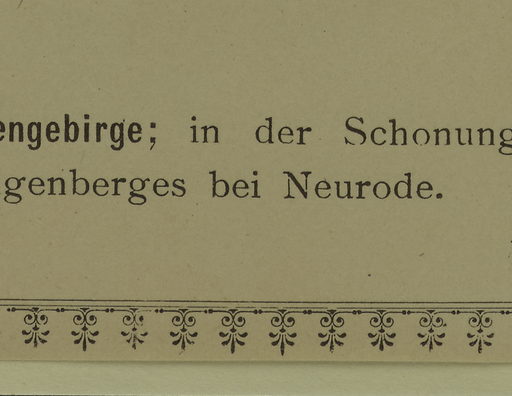 engebirge; in der Schonung
genberges bei Neurode.